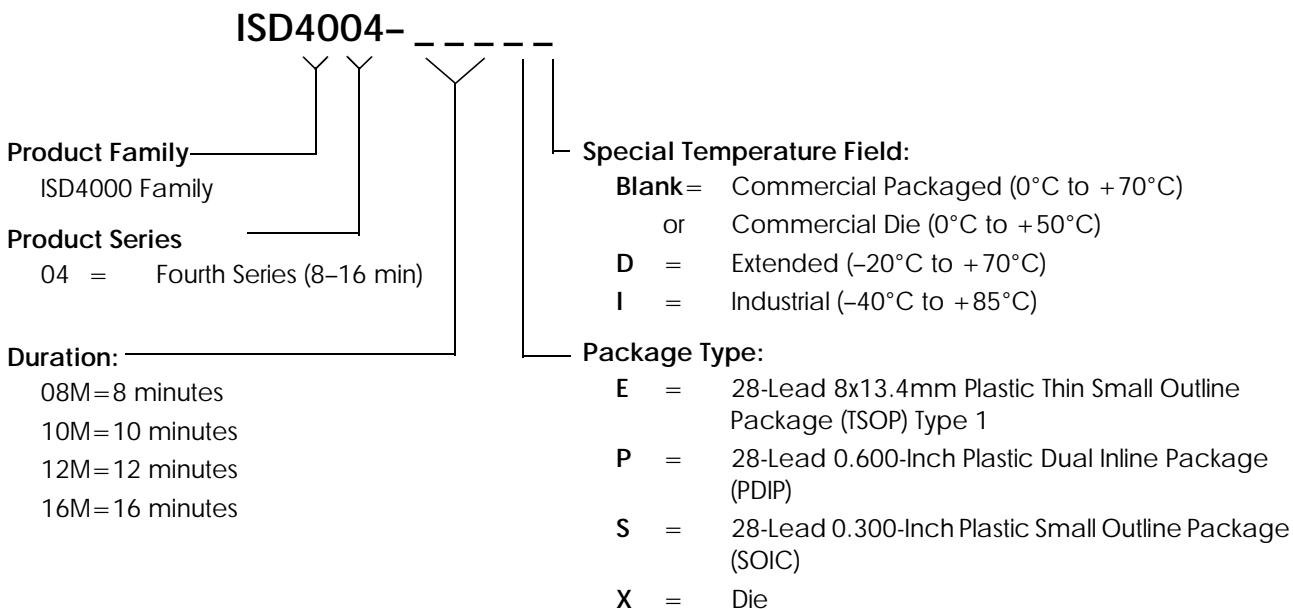 ISD4004– _ _ _ _ _
Product Family
ISD4000 Family
Product Series
04 = Fourth Series (8–16 min)
Duration:
08M=8 minutes
10M=10 minutes
12M=12 minutes
16M=16 minutes
Special Temperature Field:
Blank= Commercial Packaged (0°C to +70°C)
or Commercial Die (0°C to +50°C)
D = Extended (–20°C to +70°C)
I = Industrial (–40°C to +85°C)
Package Type:
E = 28-Lead 8x13.4mm Plastic Thin Small Outline
Package (TSOP) Type 1
P = 28-Lead 0.600-Inch Plastic Dual Inline Package
(PDIP)
S = 28-Lead 0.300-Inch Plastic Small Outline Package
(SOIC)
X = Die